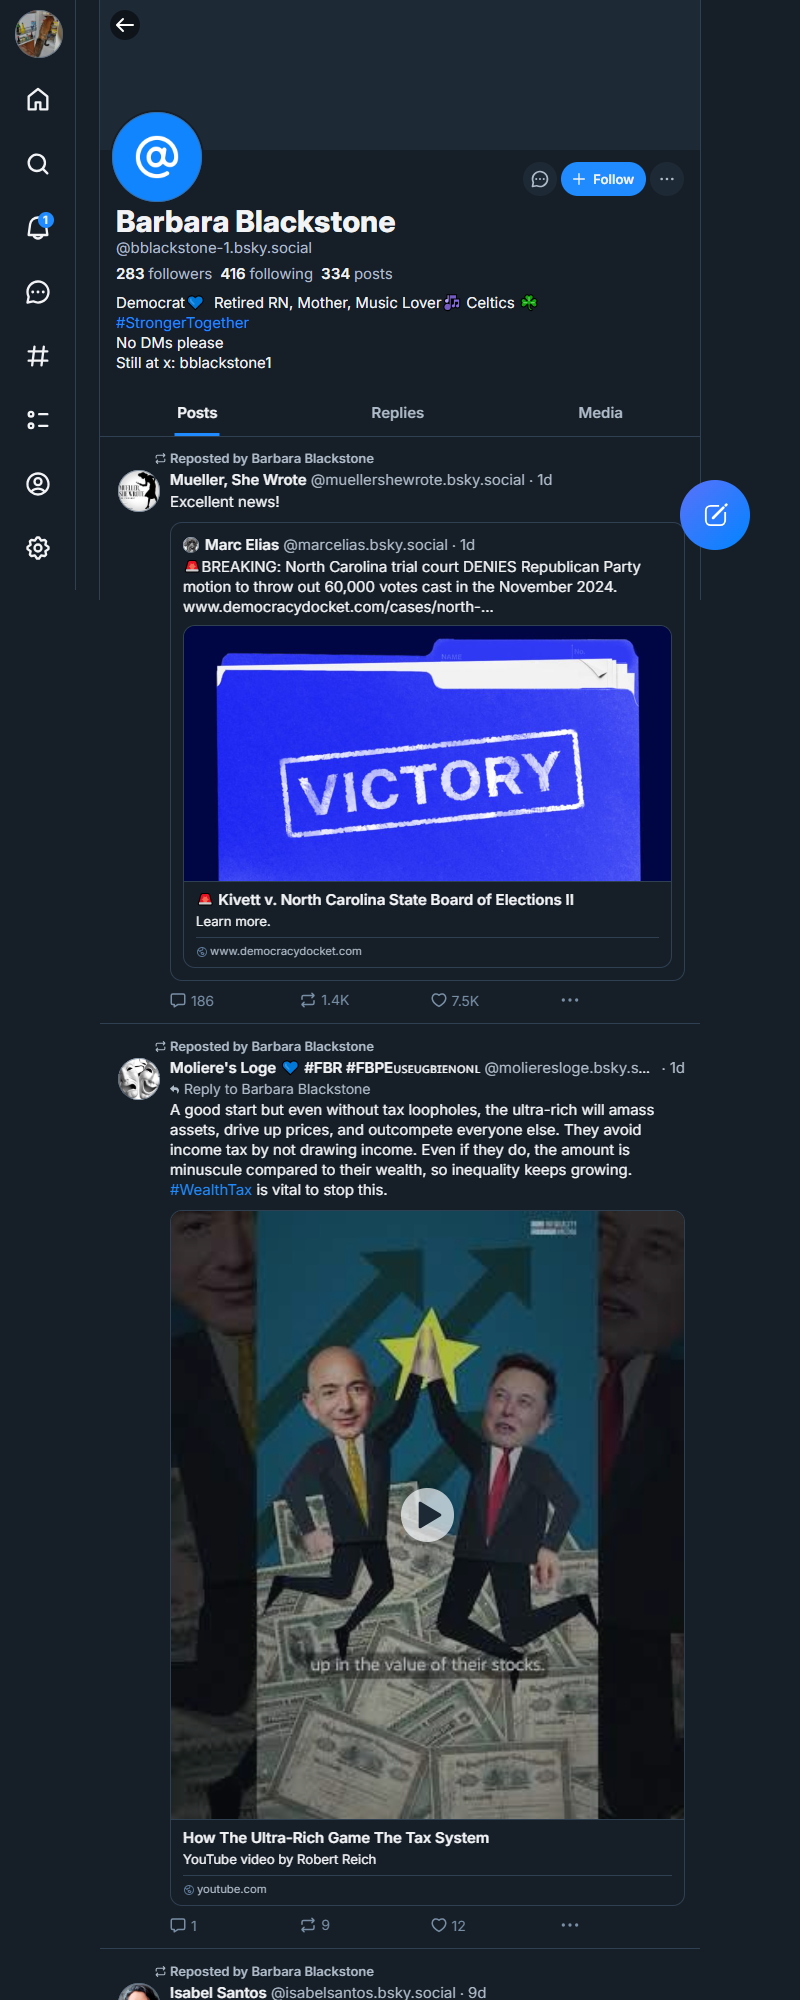 1
@
Follow
Barbara Blackstone
@bblackstone-1.bsky.social
283 followers 416 following 334 posts
Democrat💙 Retired RN, Mother, Music Lover🎶 Celtics ☘️
#StrongerTogether
No DMs please
Still at x: bblackstone1
Posts Replies Media
Reposted by Barbara Blackstone
Mueller, She Wrote @muellershewrote.bsky.social · 1d
Excellent news!
Marc Elias @marcelias.bsky.social · 1d
🚨BREAKING: North Carolina trial court DENIES Republican Party
motion to throw out 60,000 votes cast in the November 2024.
www.democracydocket.com/cases/north-...
NAME No.
VICTORY
🚨 Kivett v. North Carolina State Board of Elections II
Learn more.
www.democracydocket.com
186 1.4K 7.5K
Reposted by Barbara Blackstone
Moliere's Loge 💙 #FBR #FBPEᴜsᴇᴜɢʙɪᴇɴᴏɴʟ @molieresloge.bsky.s... · 1d
Reply to Barbara Blackstone
A good start but even without tax loopholes, the ultra-rich will amass
assets, drive up prices, and outcompete everyone else. They avoid
income tax by not drawing income. Even if they do, the amount is
minuscule compared to their wealth, so inequality keeps growing.
#WealthTax is vital to stop this.
up in the value of their stocks.
How The Ultra-Rich Game The Tax System
YouTube video by Robert Reich
youtube.com
1 9 12
Reposted by Barbara Blackstone
Isabel Santos @isabelsantos.bsky.social · 9d